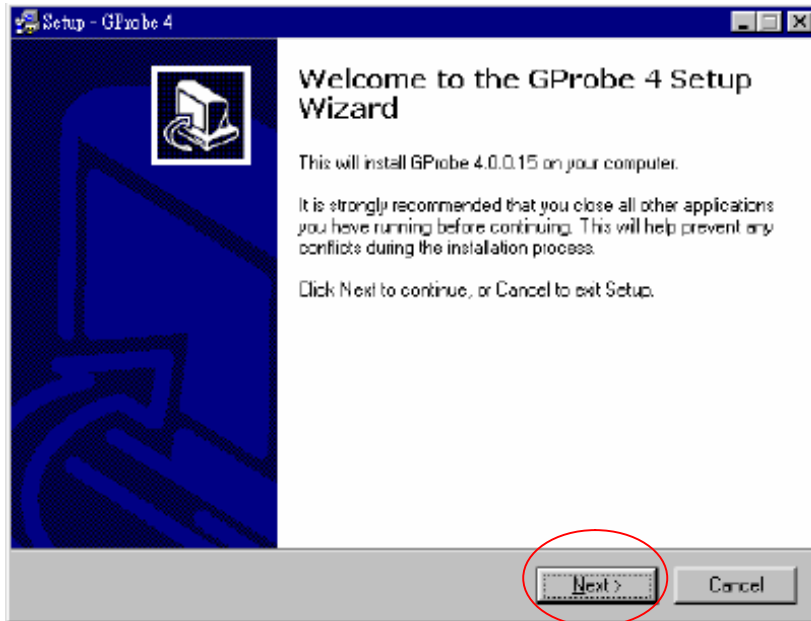 Setup - GProbe 4
Welcome to the GProbe 4 Setup
Wizard
This will install GProbe 4.0.0.15 on your computer.
It is strongly recommended that you close all other applications
you have running before continuing. This will help prevent any
conflicts during the installation process.
Click Next to continue, or Cancel to exit Setup.
Next >
Cancel